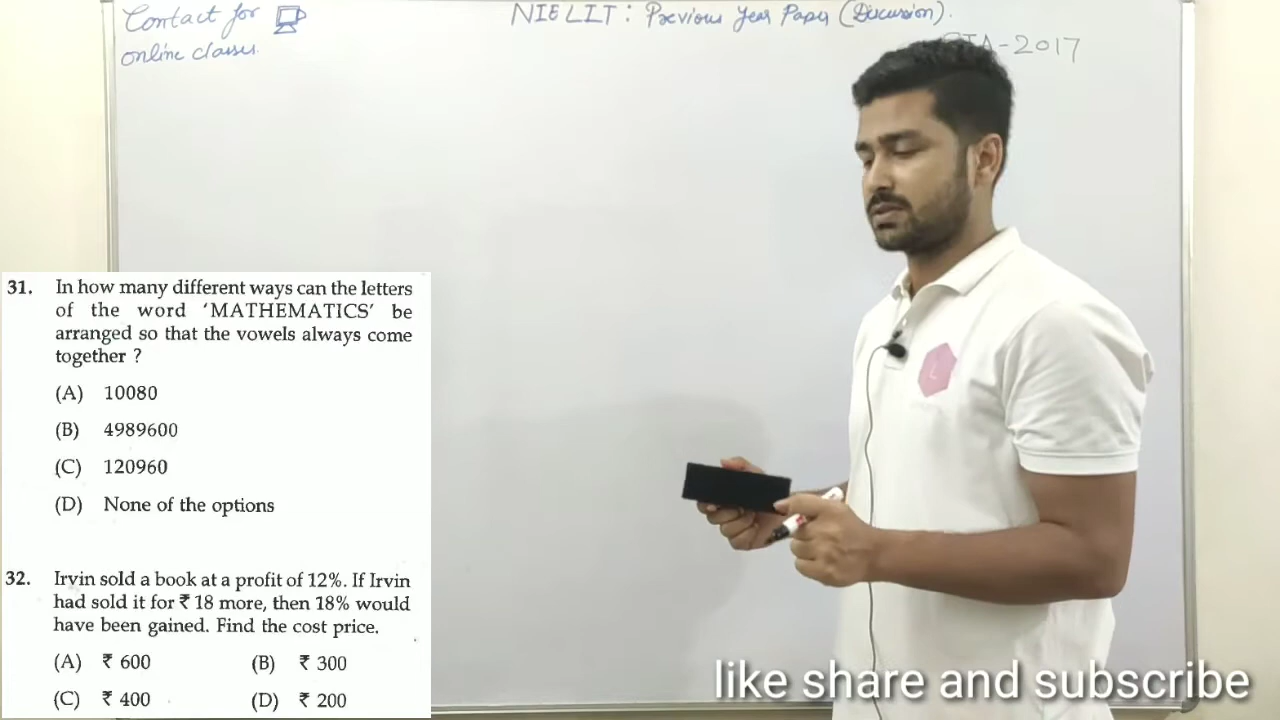 Contact for
online classes.
NIELIT: Previous Year Paper (Discussion).
-2017
31. In how many different ways can the letters
of the word 'MATHEMATICS' be
arranged so that the vowels always come
together ?
(A) 10080
(B) 4989600
(C) 120960
(D) None of the options
32. Irvin sold a book at a profit of 12%. If Irvin
had sold it for ₹ 18 more, then 18% would
have been gained. Find the cost price.
(A) ₹ 600 (B) ₹ 300
(C) ₹ 400 (D) ₹ 200
L
like share and subscribe